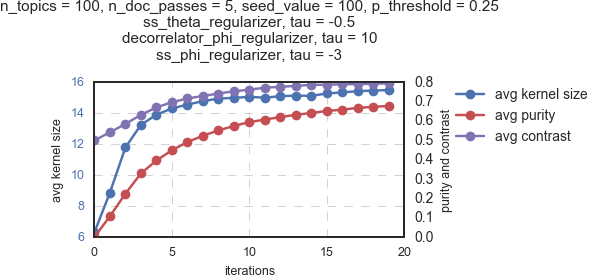 n_topics = 100, n_doc_passes = 5, seed_value = 100, p_threshold = 0.25
ss_theta_regularizer, tau = -0.5
decorrelator_phi_regularizer, tau = 10
ss_phi_regularizer, tau = -3
16
14
12
10
8
6
avg kernel size
0.8
0.7
0.6
0.5
0.4
0.3
0.2
0.1
0.0
purity and contrast
avg kernel size
avg purity
avg contrast
0 5 10 15 20
iterations